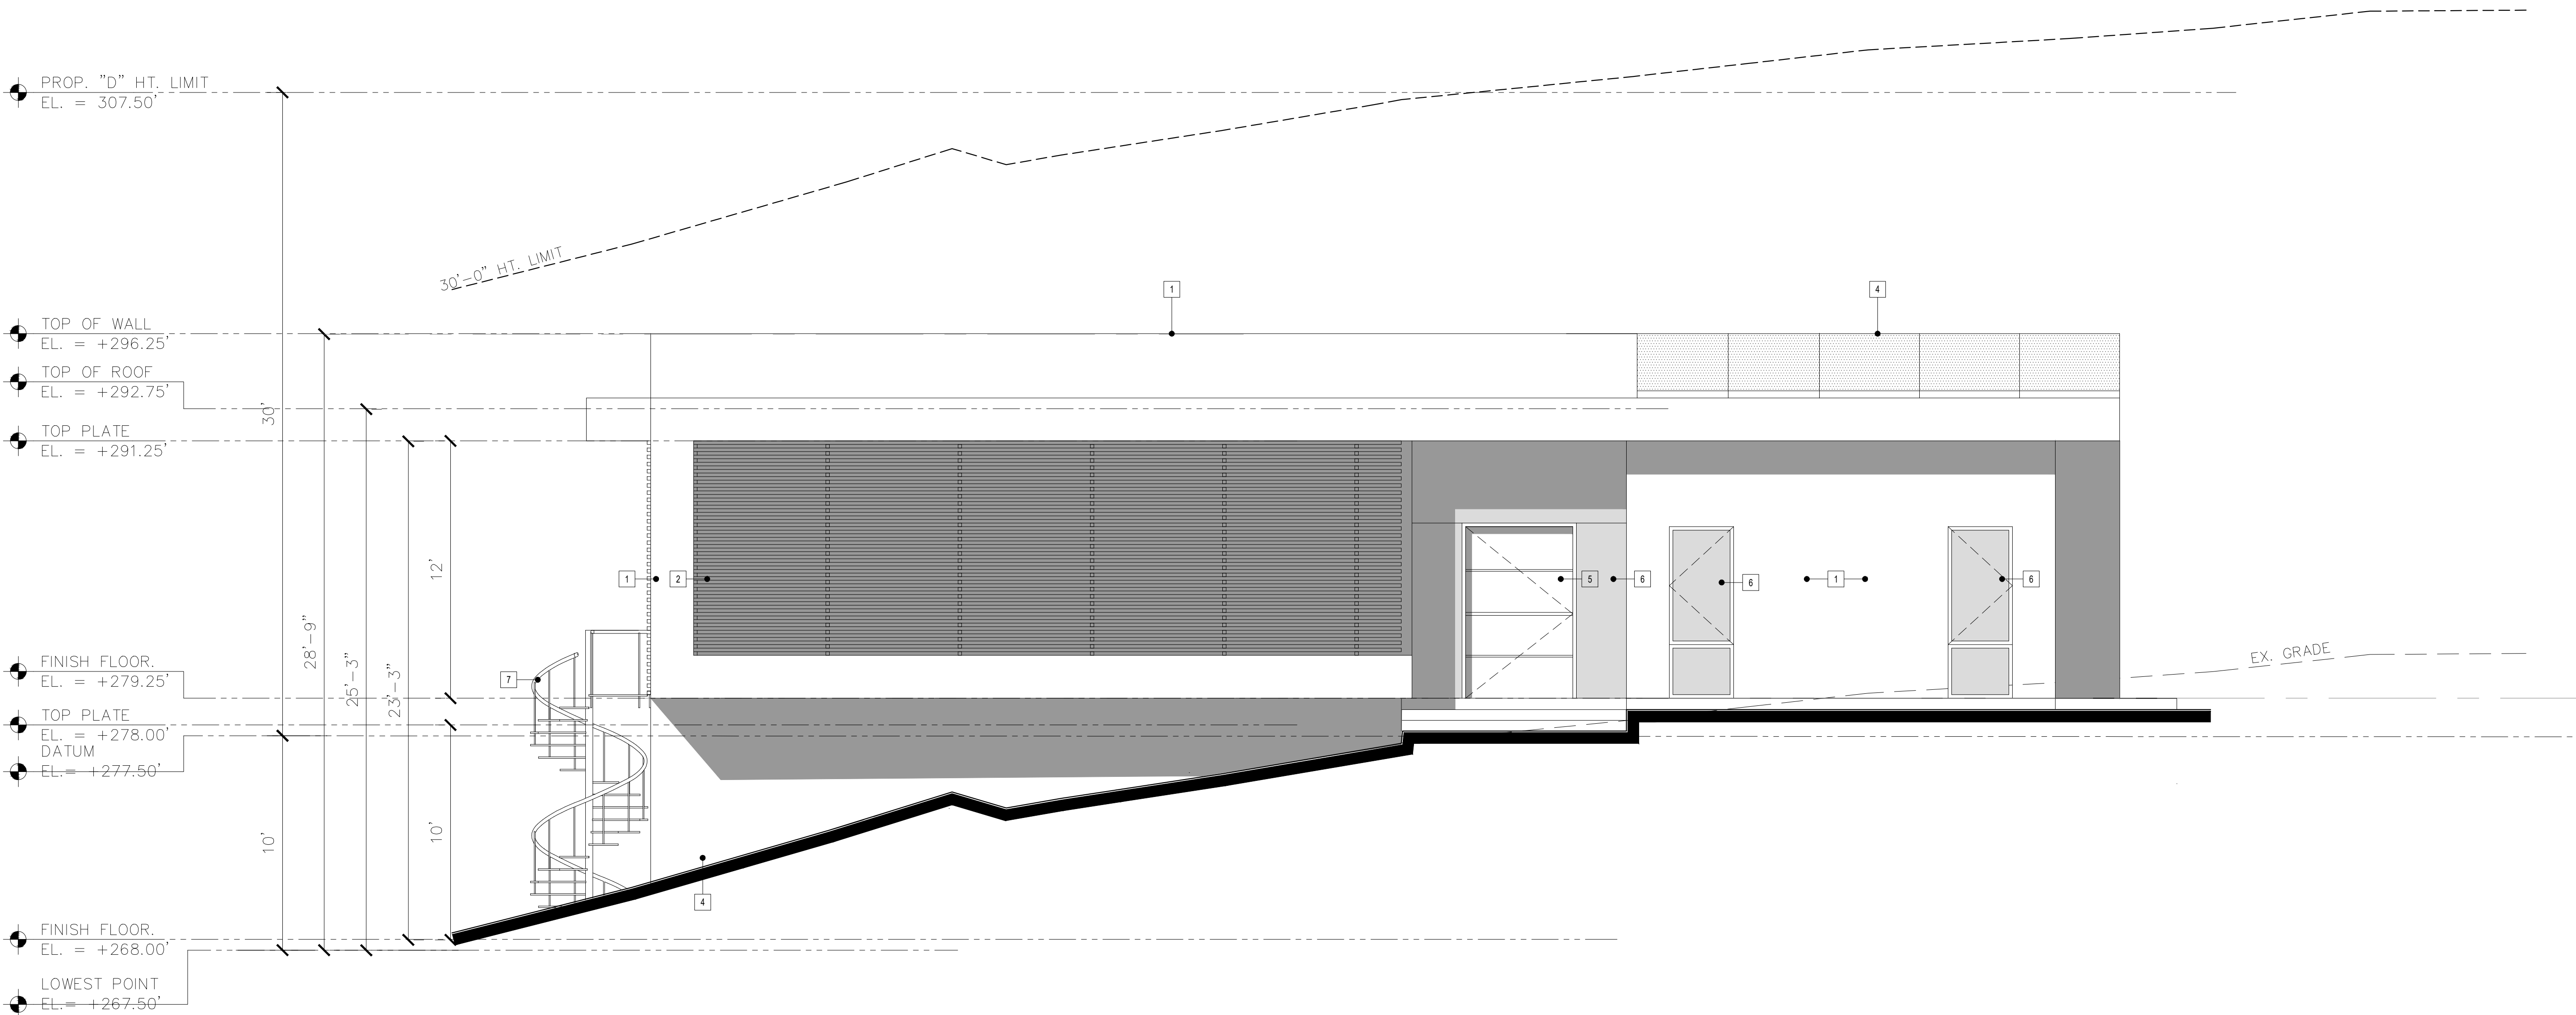 PROP. "D" HT. LIMIT
EL. = 307.50'
30'-0" HT. LIMIT
1
4
TOP OF WALL
EL. = +296.25'
TOP OF ROOF
EL. = +292.75'
30'
TOP PLATE
EL. = +291.25'
12'
1
2
5
6
6
1
6
28'-9"
25'-3"
23'-3"
FINISH FLOOR.
EL. = +279.25'
7
EX. GRADE
TOP PLATE
EL. = +278.00'
DATUM
EL.= +277.50'
10'
10'
4
FINISH FLOOR.
EL. = +268.00'
LOWEST POINT
EL.= +267.50'